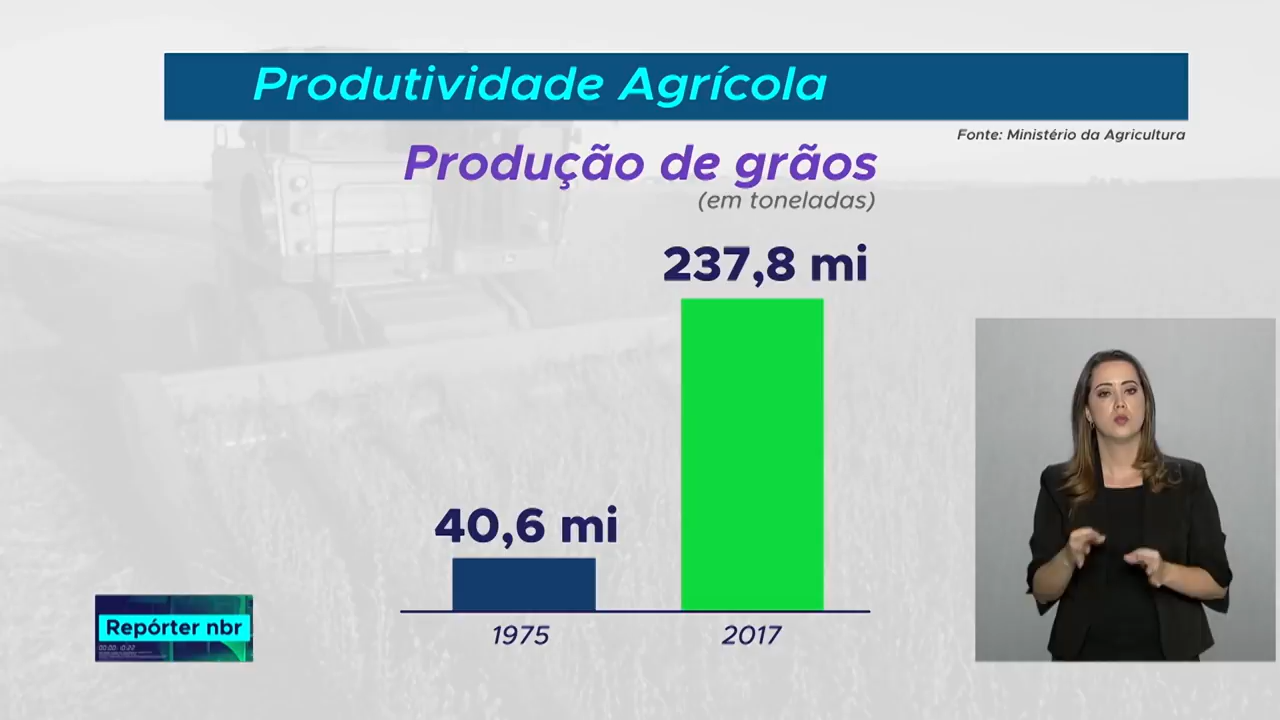 Produtividade Agrícola
Fonte: Ministério da Agricultura
Produção de grãos
(em toneladas)
237,8 mi
40,6 mi
1975
2017
Repórter nbr